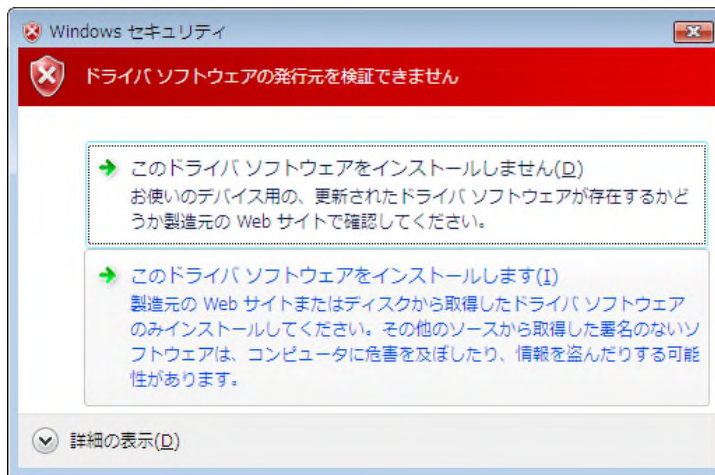 Windows セキュリティ
ドライバ ソフトウェアの発行元を検証できません
このドライバ ソフトウェアをインストールしません(D)
お使いのデバイス用の、更新されたドライバ ソフトウェアが存在するかど
うか製造元の Web サイトで確認してください。
このドライバ ソフトウェアをインストールします(I)
製造元の Web サイトまたはディスクから取得したドライバ ソフトウェア
のみインストールしてください。その他のソースから取得した署名のないソ
フトウェアは、コンピュータに危害を及ぼしたり、情報を盗んだりする可能
性があります。
詳細の表示(D)